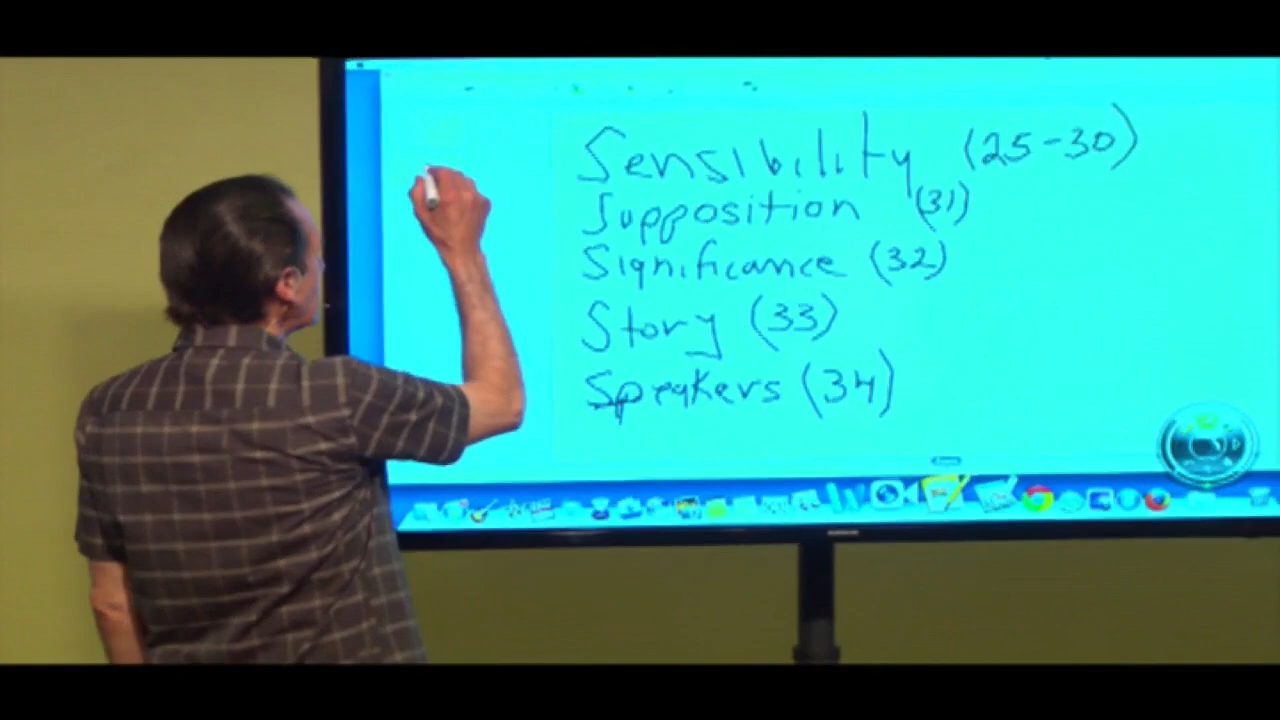 Sensibility (25-30)
Supposition (31)
Significance (32)
Story (33)
Speakers (34)